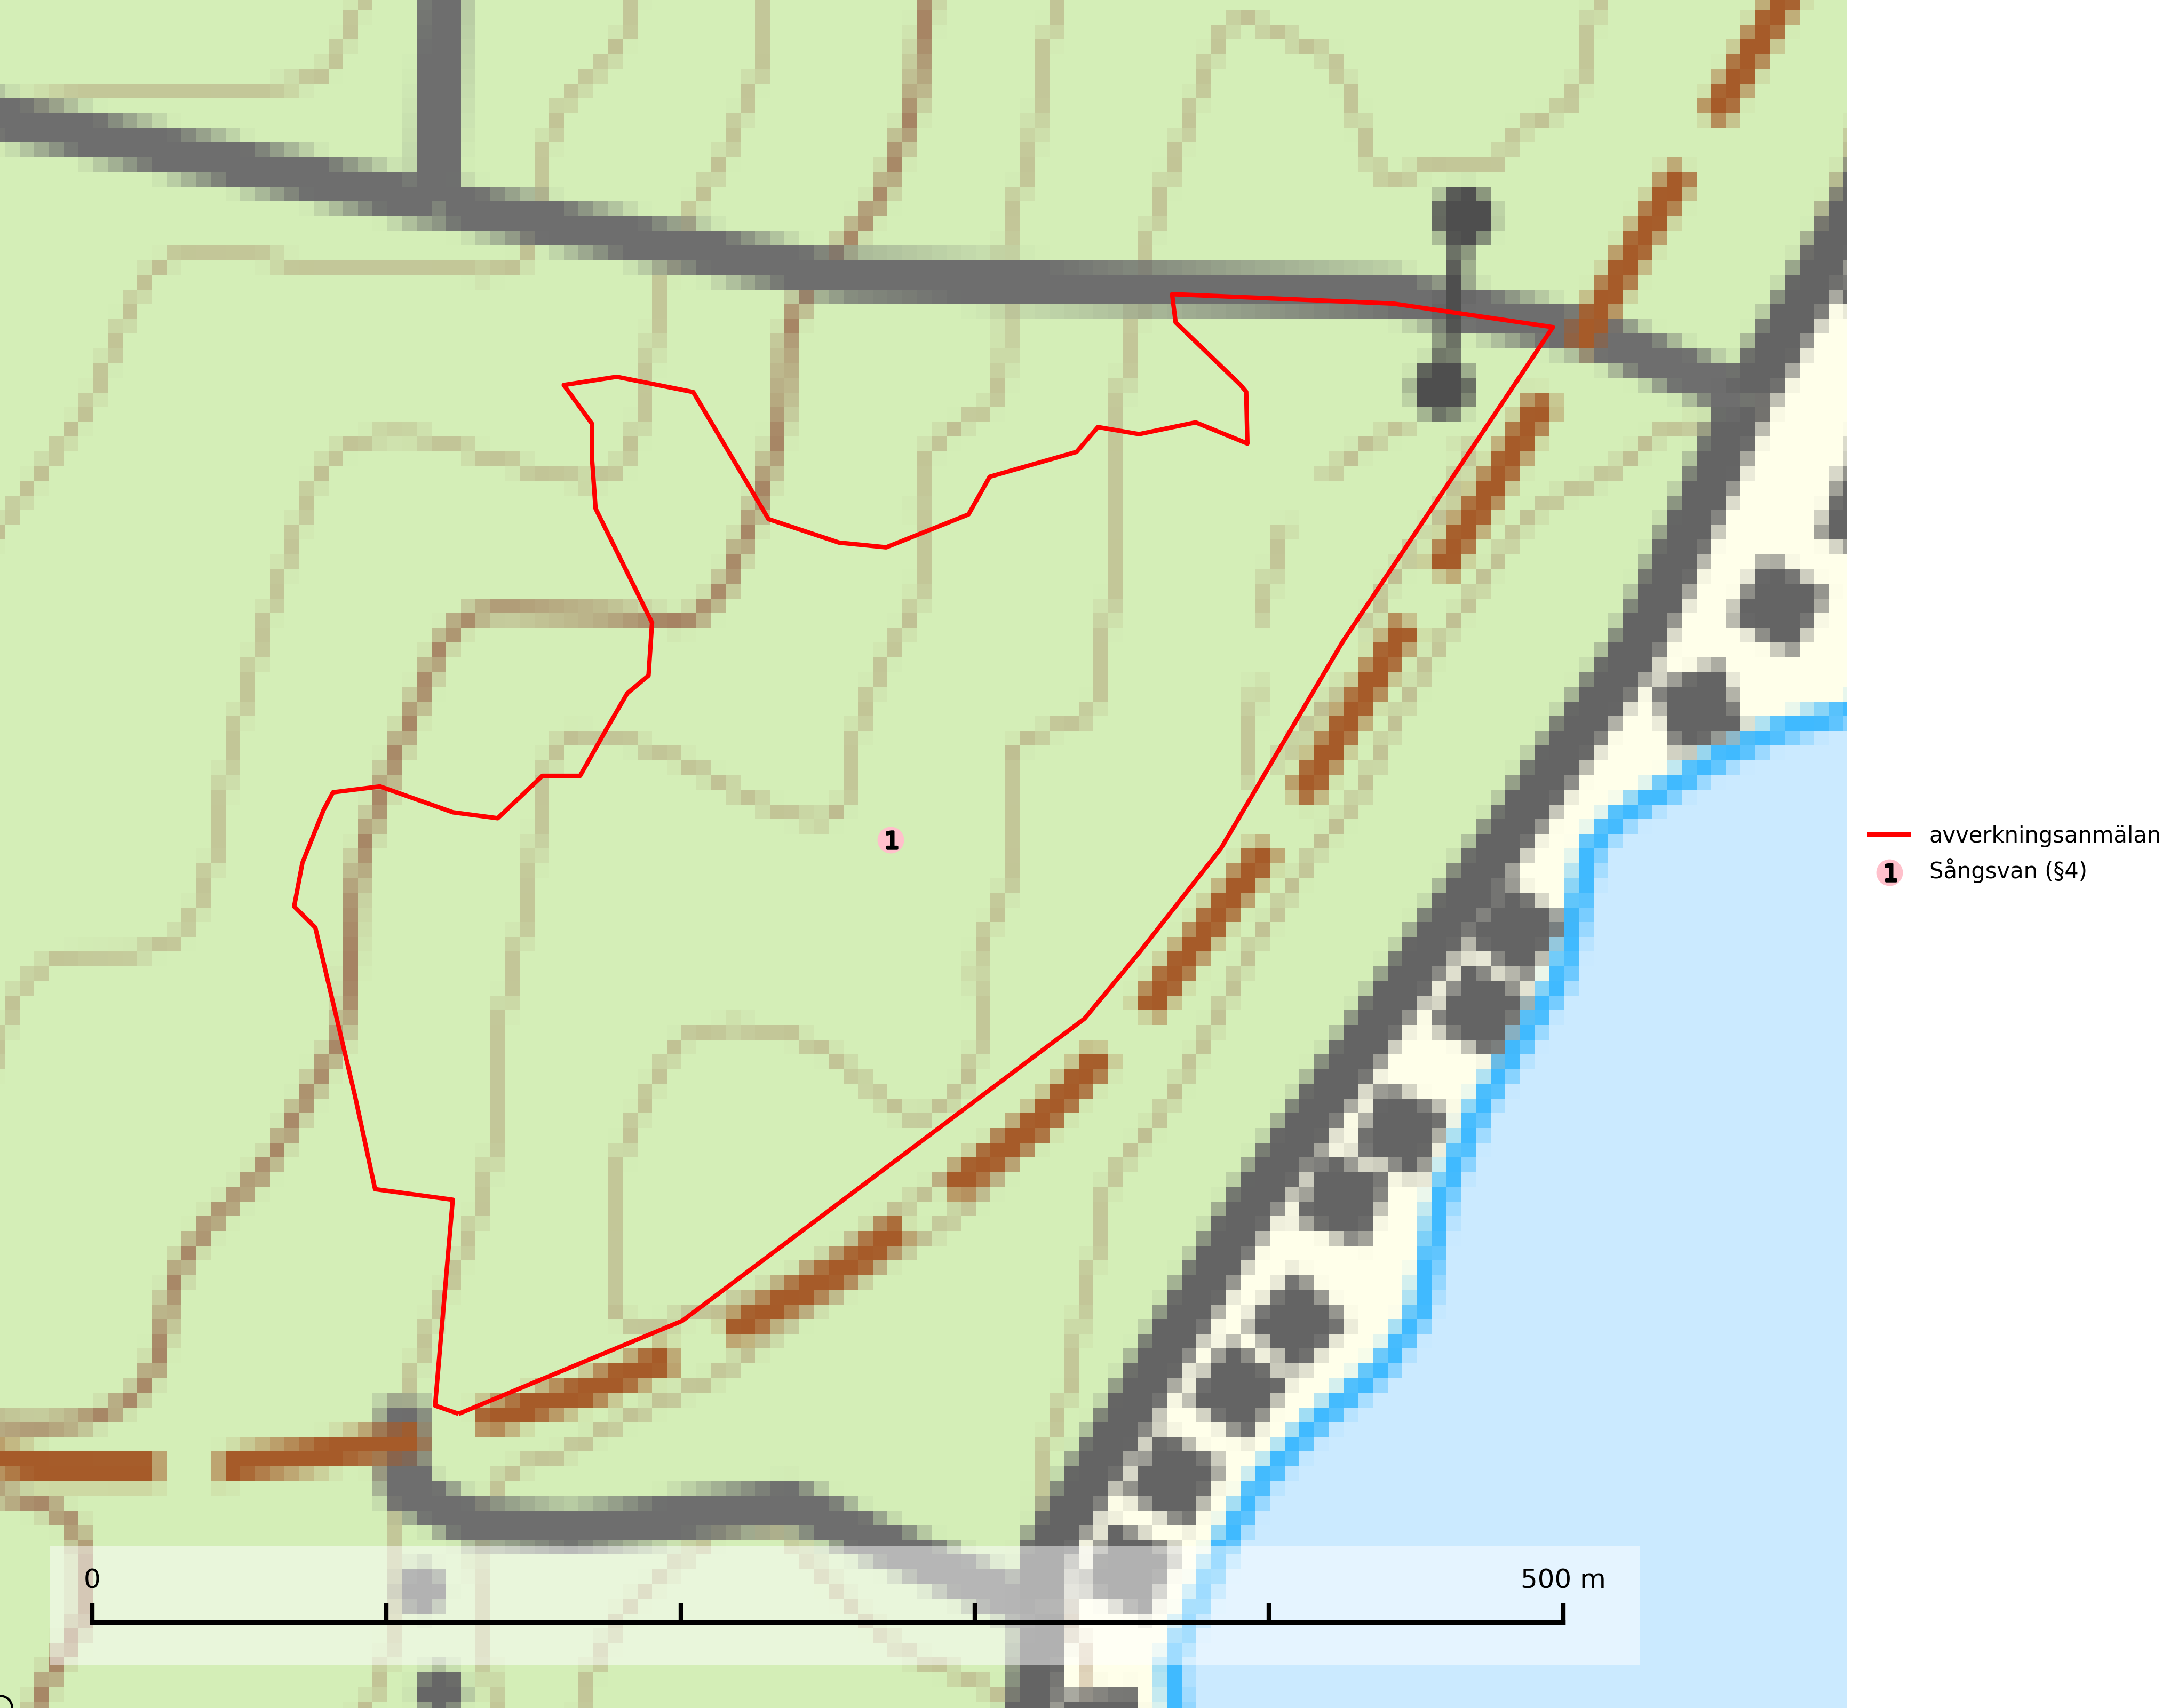 1
avverkningsanmälan
1 Sångsvan (§4)
0 500 m